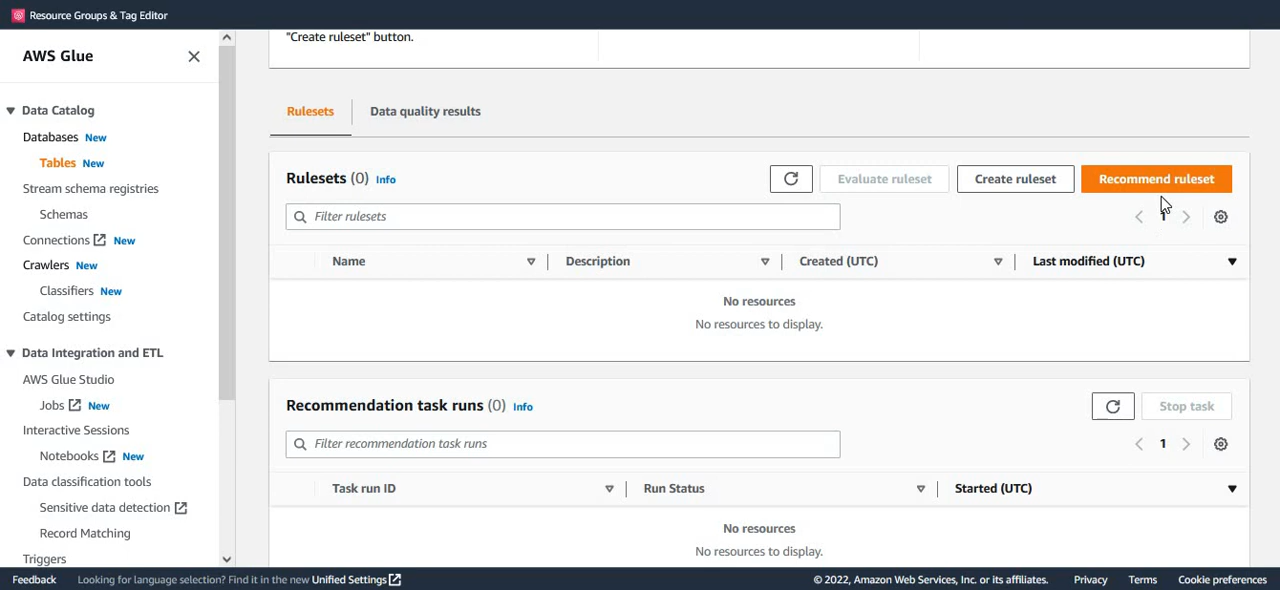 Resource Groups & Tag Editor
AWS Glue
Data Catalog
Databases New
Tables New
Stream schema registries
Schemas
Connections New
Crawlers New
Classifiers New
Catalog settings
Data Integration and ETL
AWS Glue Studio
Jobs New
Interactive Sessions
Notebooks New
Data classification tools
Sensitive data detection
Record Matching
Triggers
"Create ruleset" button.
Rulesets Data quality results
Rulesets (0) Info Evaluate ruleset Create ruleset Recommend ruleset
Filter rulesets 1
Name Description Created (UTC) Last modified (UTC)
No resources
No resources to display.
Recommendation task runs (0) Info Stop task
Filter recommendation task runs 1
Task run ID Run Status Started (UTC)
No resources
No resources to display.
Feedback Looking for language selection? Find it in the new Unified Settings © 2022, Amazon Web Services, Inc. or its affiliates. Privacy Terms Cookie preferences